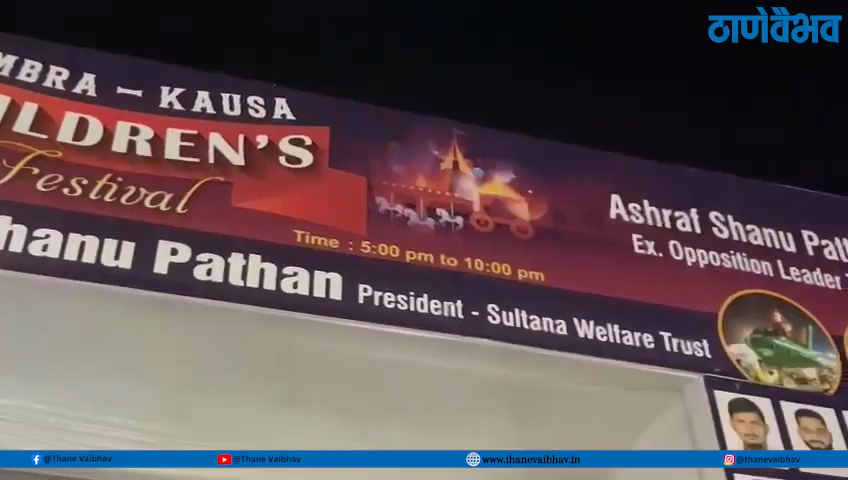 ठाणेवैभव
MBRA - KAUSA
ILDREN'S
Festival
Time : 5:00 pm to 10:00 pm
hanu Pathan President - Sultana Welfare Trust
Ashraf Shanu Path
Ex. Opposition Leader
@Thane Vaibhav
@Thane Vaibhav
www.thanevaibhav.in
@thanevaibhav